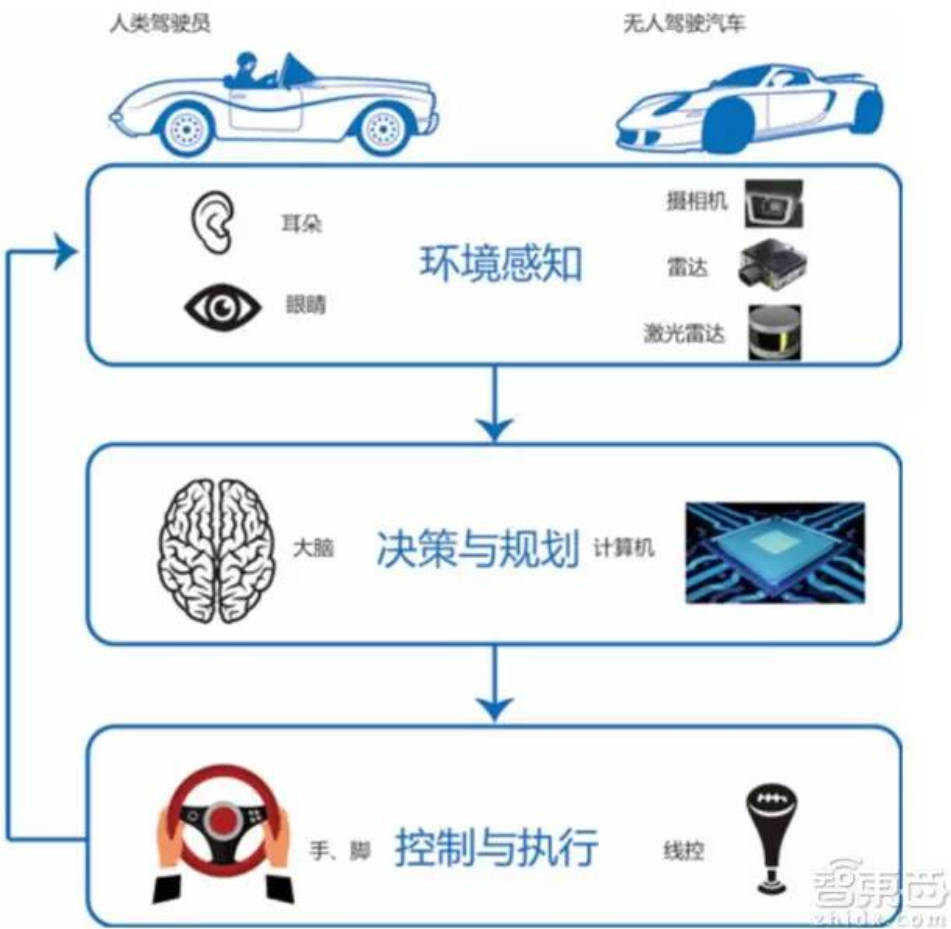 人类驾驶员
无人驾驶汽车
耳朵
眼睛
环境感知
摄相机
雷达
激光雷达
大脑
决策与规划
计算机
手、脚
控制与执行
线控
智东西
zhidx.com